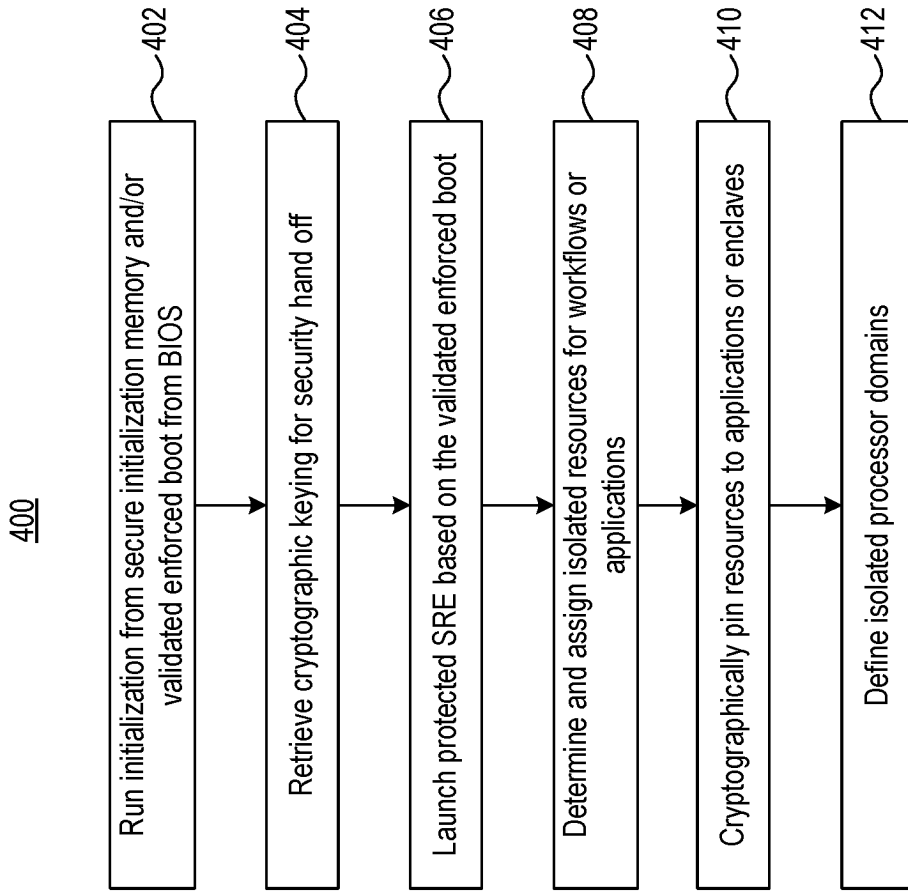 400
Run initialization from secure initialization memory and/or
validated enforced boot from BIOS
402
Retrieve cryptographic keying for security hand off
404
Launch protected SRE based on the validated enforced boot
406
Determine and assign isolated resources for workflows or
applications
408
Cryptographically pin resources to applications or enclaves
410
Define isolated processor domains
412